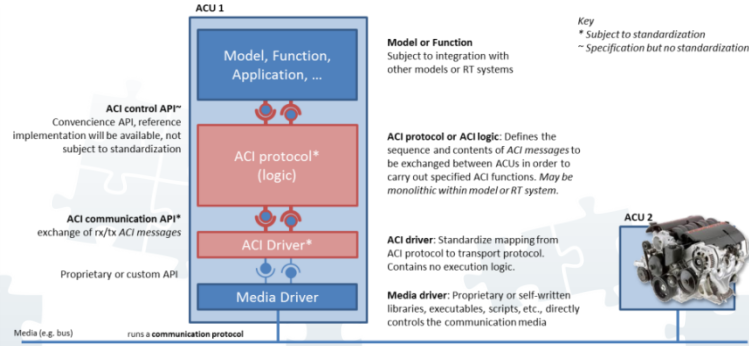 ACU 1
Key
* Subject to standardization
~ Specification but no standardization
Model, Function,
Application, ...
Model or Function
Subject to integration with
other models or RT systems
ACI control API~
Convencience API, reference
implementation will be available, not
subject to standardization
ACI protocol*
(logic)
ACI protocol or ACI logic: Defines the
sequence and contents of ACI messages to
be exchanged between ACUs in order to
carry out specified ACI functions. May be
monolithic within model or RT system.
ACI communication API*
exchange of rx/tx ACI messages
ACU 2
ACI Driver*
ACI driver: Standardize mapping from
ACI protocol to transport protocol.
Contains no execution logic.
Proprietary or custom API
Media Driver
Media driver: Proprietary or self-written
libraries, executables, scripts, etc., directly
controls the communication media
Media (e.g. bus)
runs a communication protocol